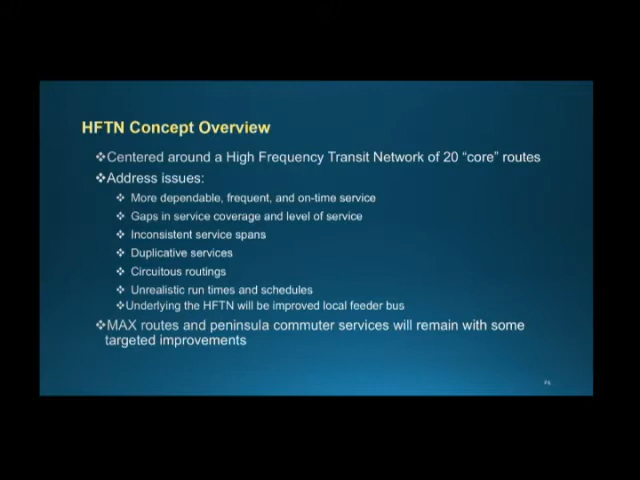 HFTN Concept Overview
❖Centered around a High Frequency Transit Network of 20 “core” routes
❖Address issues:
❖ More dependable, frequent, and on-time service
❖ Gaps in service coverage and level of service
❖ Inconsistent service spans
❖ Duplicative services
❖ Circuitous routings
❖ Unrealistic run times and schedules
❖Underlying the HFTN will be improved local feeder bus
❖MAX routes and peninsula commuter services will remain with some
targeted improvements